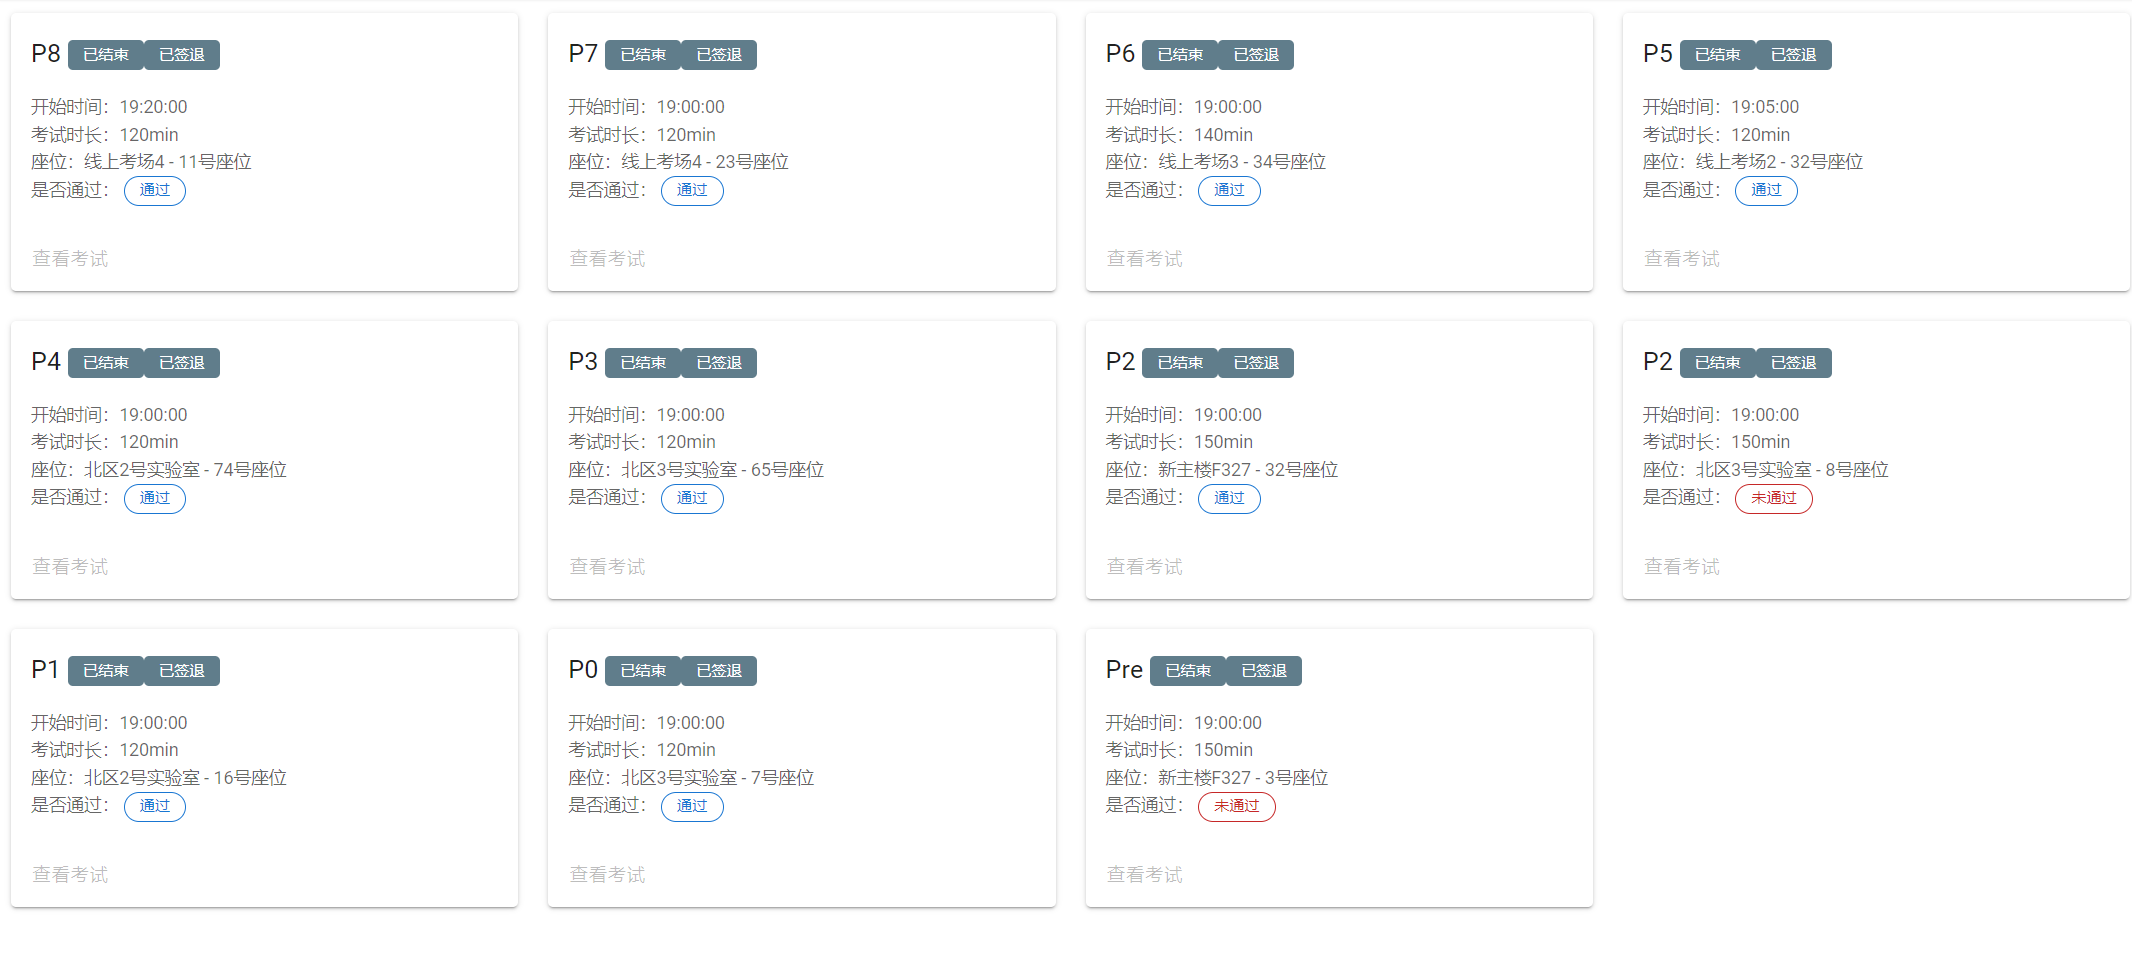 P8 已结束 已签退
开始时间：19:20:00
考试时长：120min
座位：线上考场4 - 11号座位
是否通过： 通过
查看考试
P7 已结束 已签退
开始时间：19:00:00
考试时长：120min
座位：线上考场4 - 23号座位
是否通过： 通过
查看考试
P6 已结束 已签退
开始时间：19:00:00
考试时长：140min
座位：线上考场3 - 34号座位
是否通过： 通过
查看考试
P5 已结束 已签退
开始时间：19:05:00
考试时长：120min
座位：线上考场2 - 32号座位
是否通过： 通过
查看考试
P4 已结束 已签退
开始时间：19:00:00
考试时长：120min
座位：北区2号实验室 - 74号座位
是否通过： 通过
查看考试
P3 已结束 已签退
开始时间：19:00:00
考试时长：120min
座位：北区3号实验室 - 65号座位
是否通过： 通过
查看考试
P2 已结束 已签退
开始时间：19:00:00
考试时长：150min
座位：新主楼F327 - 32号座位
是否通过： 通过
查看考试
P2 已结束 已签退
开始时间：19:00:00
考试时长：150min
座位：北区3号实验室 - 8号座位
是否通过： 未通过
查看考试
P1 已结束 已签退
开始时间：19:00:00
考试时长：120min
座位：北区2号实验室 - 16号座位
是否通过： 通过
查看考试
P0 已结束 已签退
开始时间：19:00:00
考试时长：120min
座位：北区3号实验室 - 7号座位
是否通过： 通过
查看考试
Pre 已结束 已签退
开始时间：19:00:00
考试时长：150min
座位：新主楼F327 - 3号座位
是否通过： 未通过
查看考试